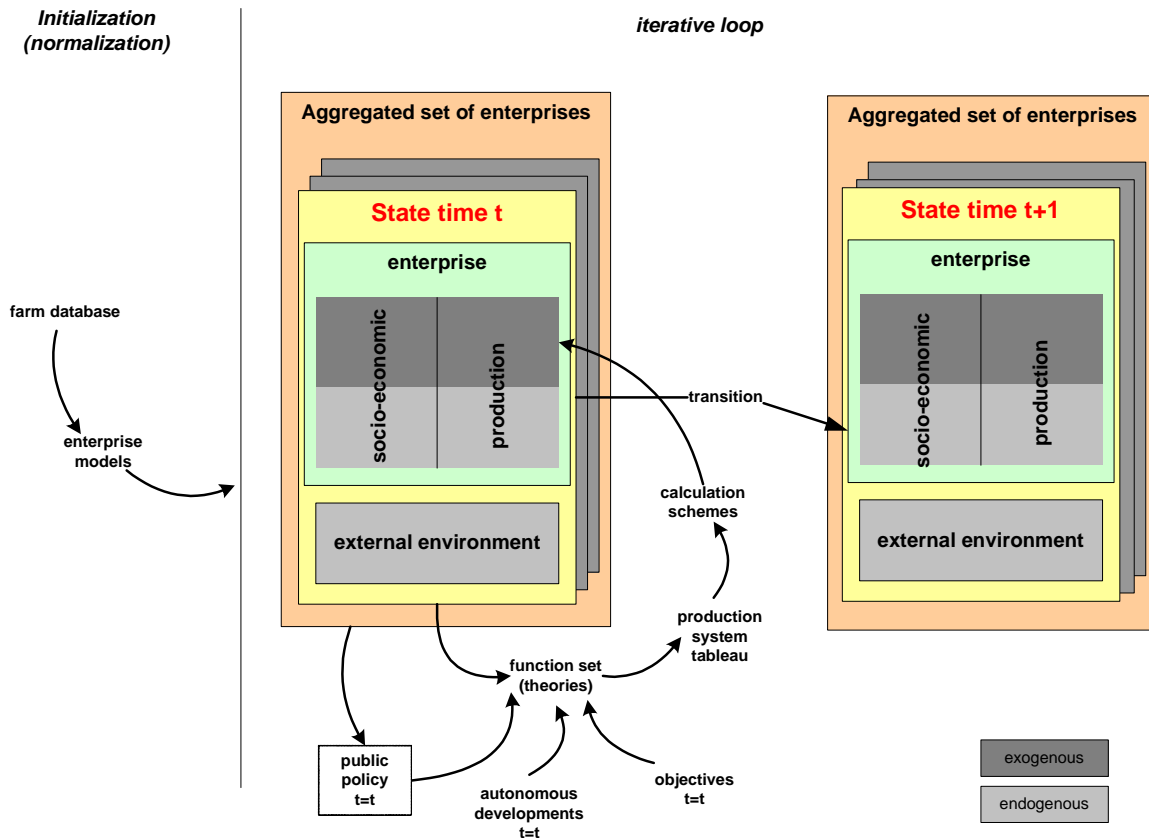 Initialization
(normalization)
iterative loop
Aggregated set of enterprises
State time t
enterprise
socio-economic
production
external environment
Aggregated set of enterprises
State time t+1
enterprise
socio-economic
production
external environment
farm database
enterprise
models
transition
calculation
schemes
production
system
tableau
function set
(theories)
public
policy
t=t
autonomous
developments
t=t
objectives
t=t
exogenous
endogenous